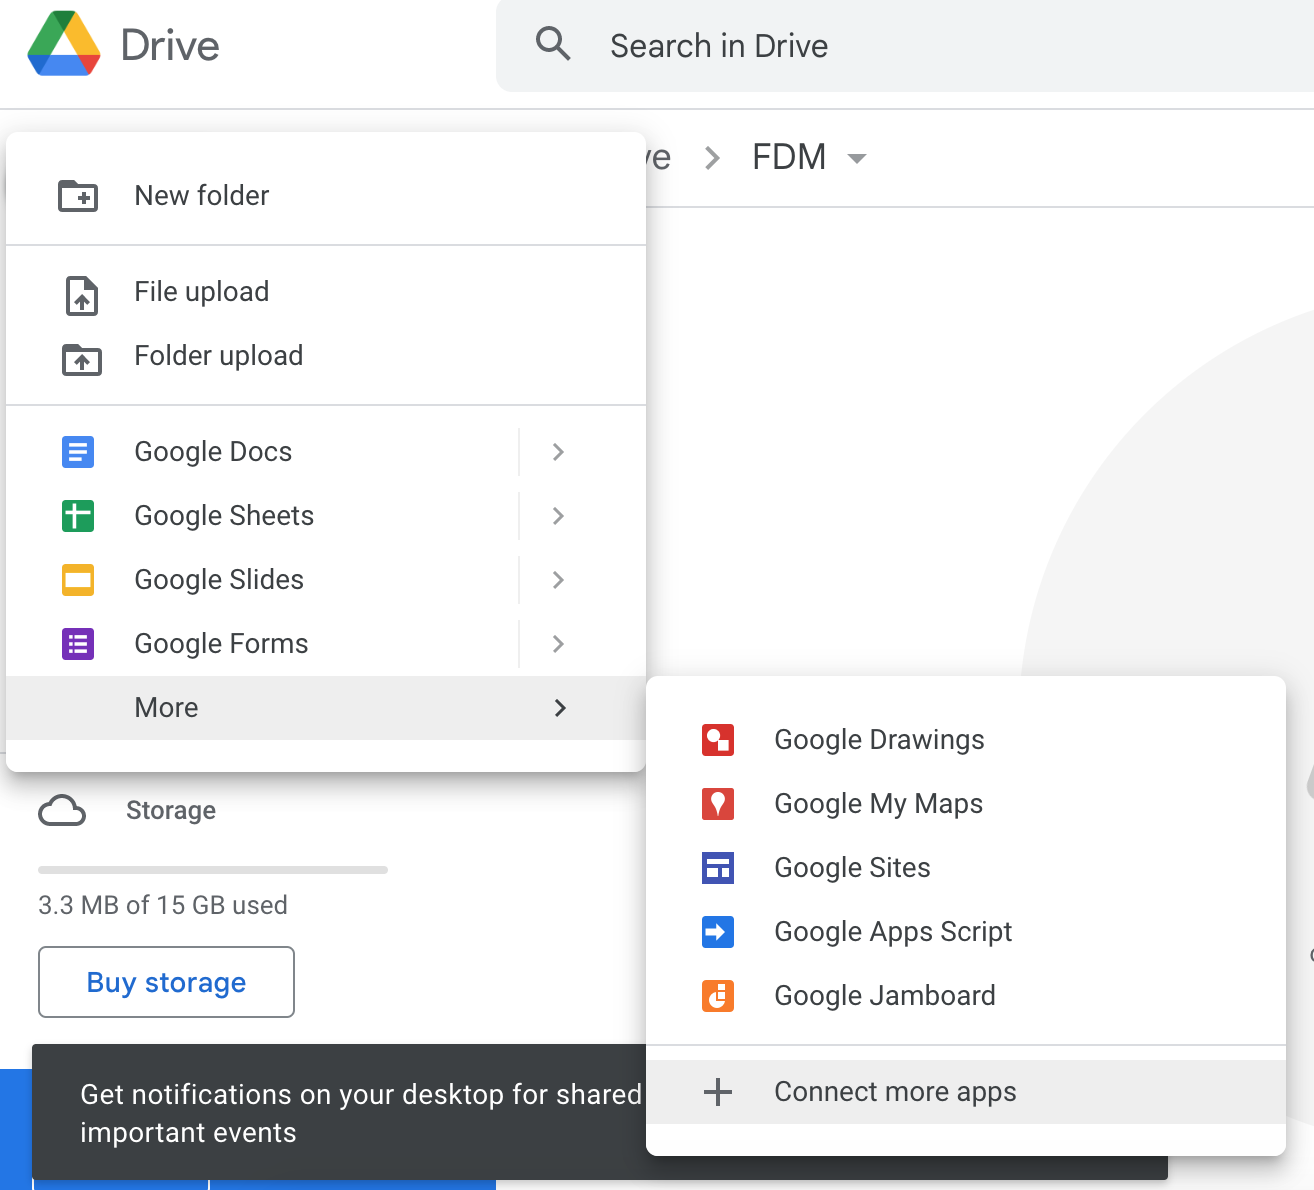 Drive
Search in Drive
FDM
New folder
File upload
Folder upload
Google Docs
Google Sheets
Google Slides
Google Forms
More
Google Drawings
Google My Maps
Google Sites
Google Apps Script
Google Jamboard
Connect more apps
Storage
3.3 MB of 15 GB used
Buy storage
Get notifications on your desktop for shared
important events